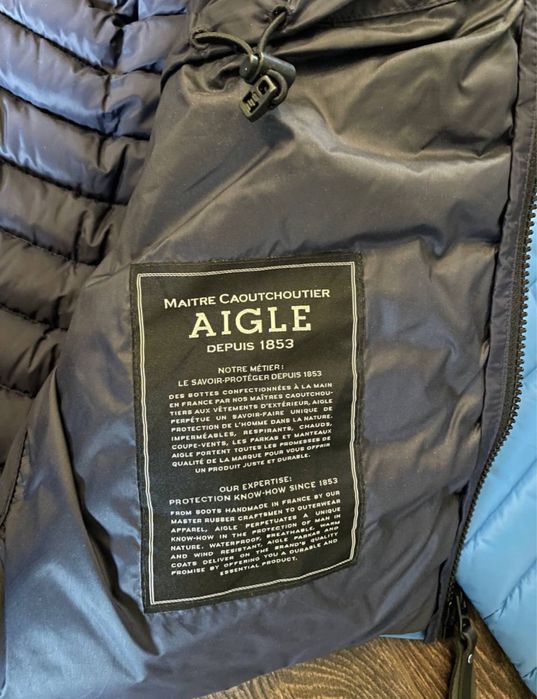 MAITRE CAOUTCHOUTIER
AIGLE
DEPUIS 1853
NOTRE MÉTIER:
LE SAVOIR-PROTÉGER DEPUIS 1853
DES BOTTES CONFECTIONNÉES À LA MAIN
EN FRANCE PAR NOS MAÎTRES CAOUTCHOU-
TIERS AUX VÊTEMENTS D'EXTÉRIEUR, AIGLE
PERPÉTUE UN SAVOIR-FAIRE UNIQUE DE
PROTECTION DE L'HOMME DANS LA NATURE.
IMPERMÉABLES, RESPIRANTS, CHAUDS,
COUPE-VENTS, LES PARKAS ET MANTEAUX
AIGLE PORTENT TOUTES LES PROMESSES DE
QUALITÉ DE LA MARQUE POUR VOUS OFFRIR
UN PRODUIT JUSTE ET DURABLE.
OUR EXPERTISE:
PROTECTION KNOW-HOW SINCE 1853
FROM BOOTS HANDMADE IN FRANCE BY OUR
MASTER RUBBER CRAFTSMEN TO OUTERWEAR
APPAREL, AIGLE PERPETUATES A UNIQUE
KNOW-HOW IN THE PROTECTION OF MAN IN
NATURE. WATERPROOF, BREATHABLE, WARM
AND WIND RESISTANT, AIGLE PARKAS AND
COATS DELIVER ON THE BRAND'S QUALITY
PROMISE BY OFFERING YOU A DURABLE AND
ESSENTIAL PRODUCT.